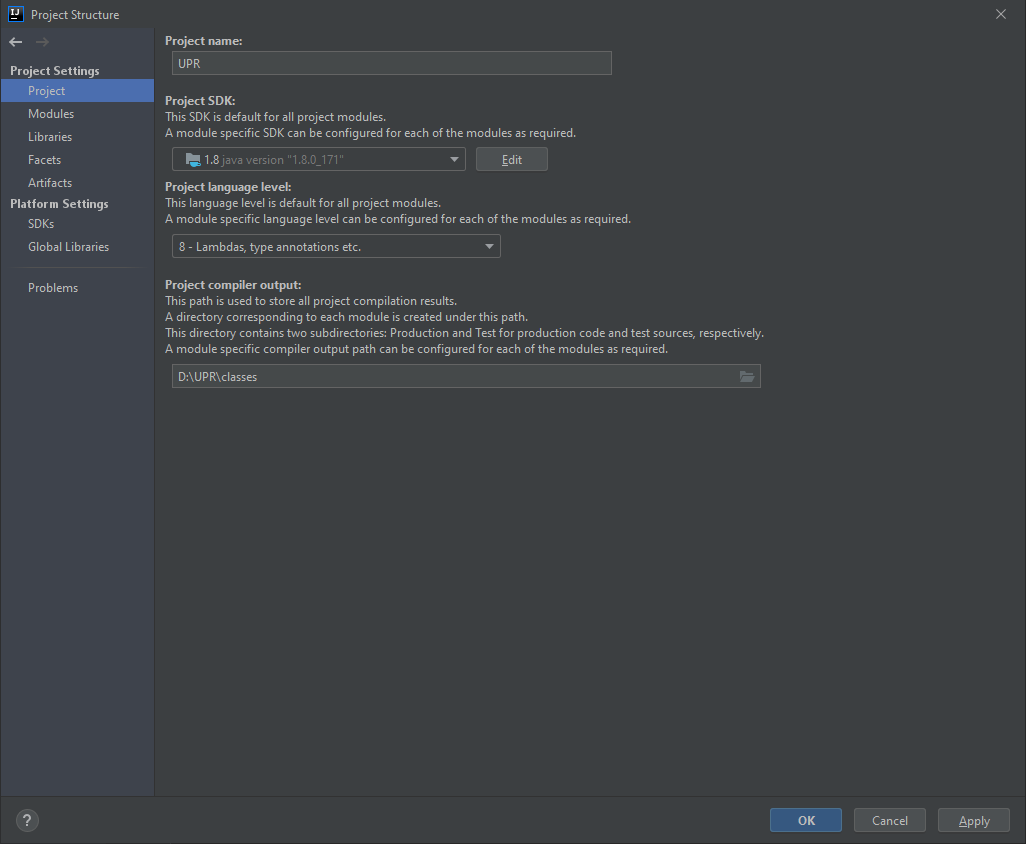 Project Structure
Project Settings
Project
Modules
Libraries
Facets
Artifacts
Platform Settings
SDKs
Global Libraries
Problems
Project name:
UPR
Project SDK:
This SDK is default for all project modules.
A module specific SDK can be configured for each of the modules as required.
1.8 java version "1.8.0_171"
Edit
Project language level:
This language level is default for all project modules.
A module specific language level can be configured for each of the modules as required.
8 - Lambdas, type annotations etc.
Project compiler output:
This path is used to store all project compilation results.
A directory corresponding to each module is created under this path.
This directory contains two subdirectories: Production and Test for production code and test sources, respectively.
A module specific compiler output path can be configured for each of the modules as required.
D:\UPR\classes
?
OK
Cancel
Apply